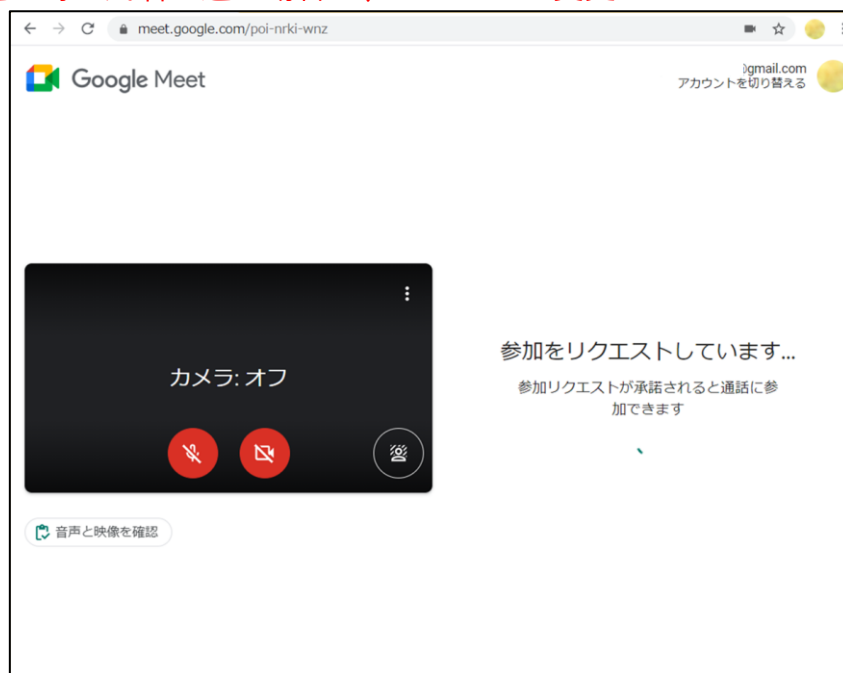 meet.google.com/poi-nrki-wnz
Google Meet
@gmail.com
アカウントを切り替える
カメラ: オフ
参加をリクエストしています...
参加リクエストが承諾されると通話に参
加できます
音声と映像を確認